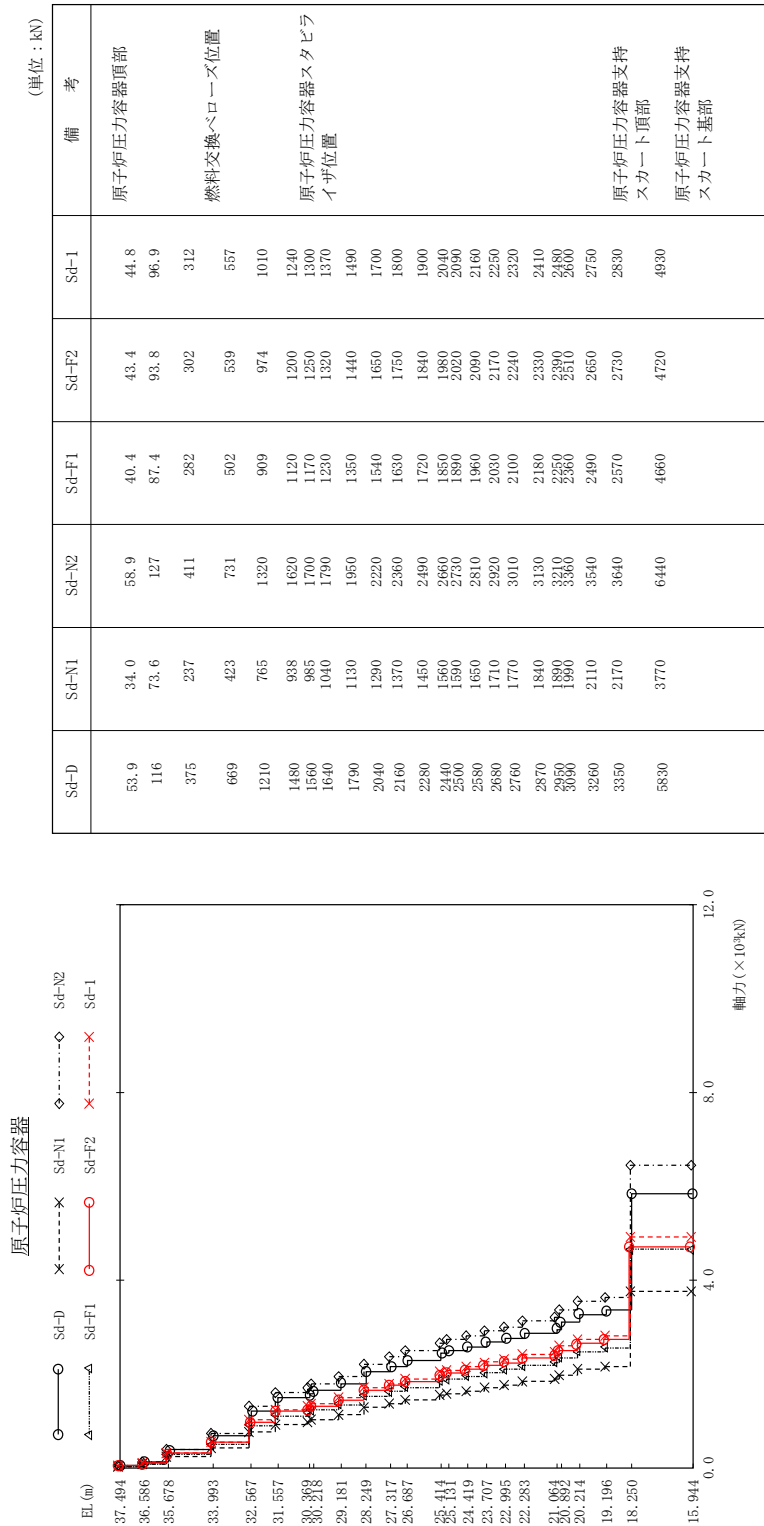 原子炉圧力容器
Sd-D
Sd-N1
Sd-N2
Sd-F1
Sd-F2
Sd-1
EL(m)
37.494
36.586
35.678
33.993
32.567
31.557
30.369
30.218
29.181
28.249
27.317
26.687
25.414
25.131
24.419
23.707
22.995
22.283
21.064
20.892
20.214
19.196
18.250
15.944
0.0 4.0 8.0 12.0
軸力(×10³kN)
(単位:kN)
Sd-D Sd-N1 Sd-N2 Sd-F1 Sd-F2 Sd-1 備 考
53.9 34.0 58.9 40.4 43.4 44.8 原子炉圧力容器頂部
116 73.6 127 87.4 93.8 96.9
375 237 411 282 302 312
669 423 731 502 539 557 燃料交換ベローズ位置
1210 765 1320 909 974 1010
1480 938 1620 1120 1200 1240
1560 985 1700 1170 1250 1300 原子炉圧力容器スタビラ
1640 1040 1790 1230 1320 1370 イザ位置
1790 1130 1950 1350 1440 1490
2040 1290 2220 1540 1650 1700
2160 1370 2360 1630 1750 1800
2280 1450 2490 1720 1840 1900
2440 1560 2660 1850 1980 2040
2500 1590 2730 1890 2020 2090
2580 1650 2810 1960 2090 2160
2680 1710 2920 2030 2170 2250
2760 1770 3010 2100 2240 2320
2870 1840 3130 2180 2330 2410
2950 1890 3210 2250 2390 2480
3090 1990 3360 2360 2510 2600
3260 2110 3540 2490 2650 2750
3350 2170 3640 2570 2730 2830 原子炉圧力容器支持
スカート頂部
5830 3770 6440 4660 4720 4930 原子炉圧力容器支持
スカート基部